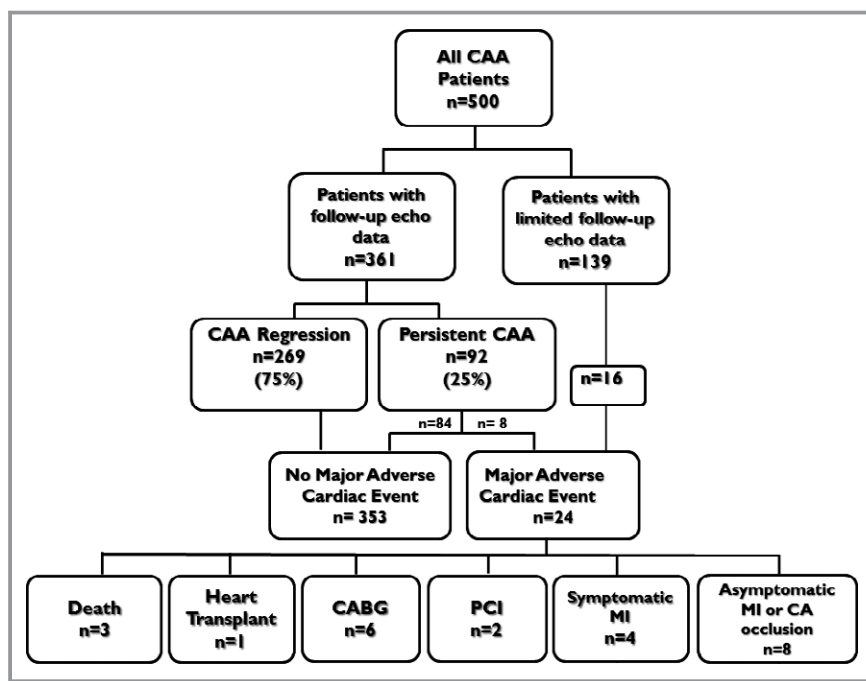 All CAA
Patients
n=500
Patients with
follow-up echo
data
n=361
Patients with
limited follow-up
echo data
n=139
CAA Regression
n=269
(75%)
Persistent CAA
n=92
(25%)
n=16
n=84
n= 8
No Major Adverse
Cardiac Event
n= 353
Major Adverse
Cardiac Event
n=24
Death
n=3
Heart
Transplant
n=1
CABG
n=6
PCI
n=2
Symptomatic
MI
n=4
Asymptomatic
MI or CA
occlusion
n=8